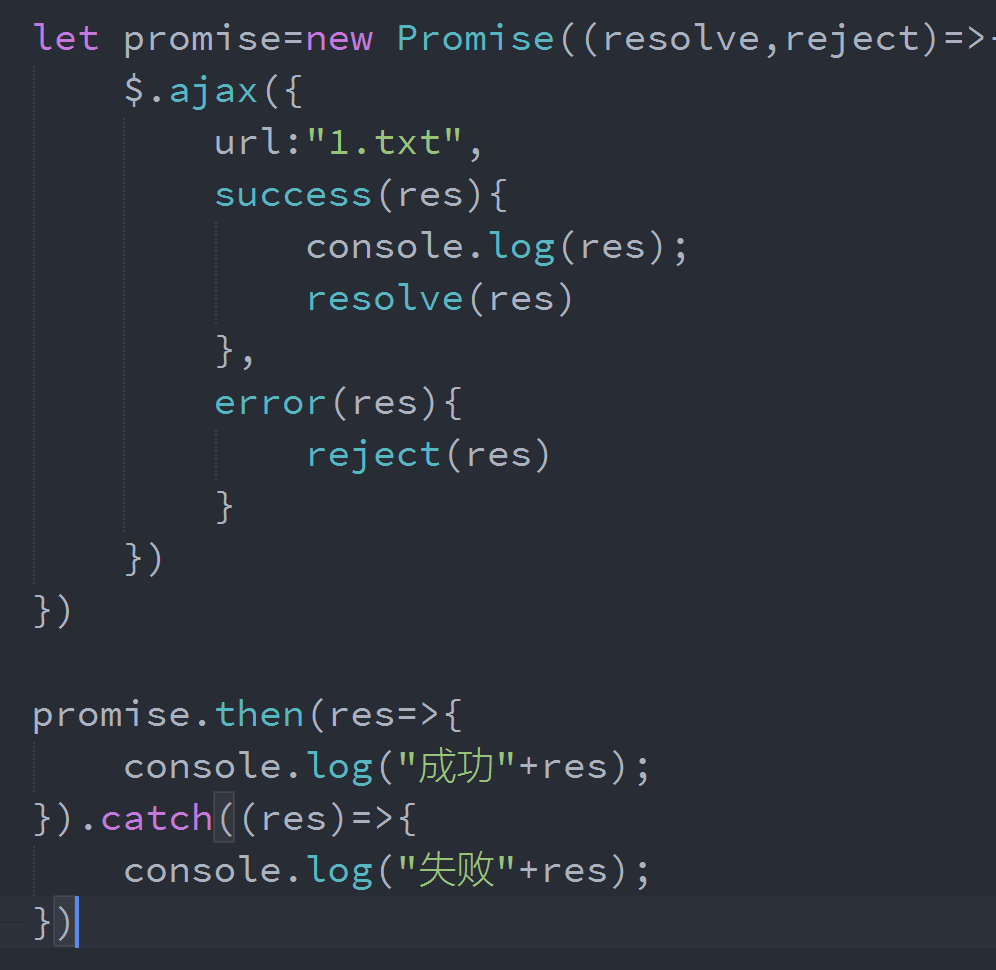 let promise=new Promise((resolve,reject)=>{
    $.ajax({
        url:"1.txt",
        success(res){
            console.log(res);
            resolve(res)
        },
        error(res){
            reject(res)
        }
    })
})

promise.then(res=>{
    console.log("成功"+res);
}).catch((res)=>{
    console.log("失败"+res);
})